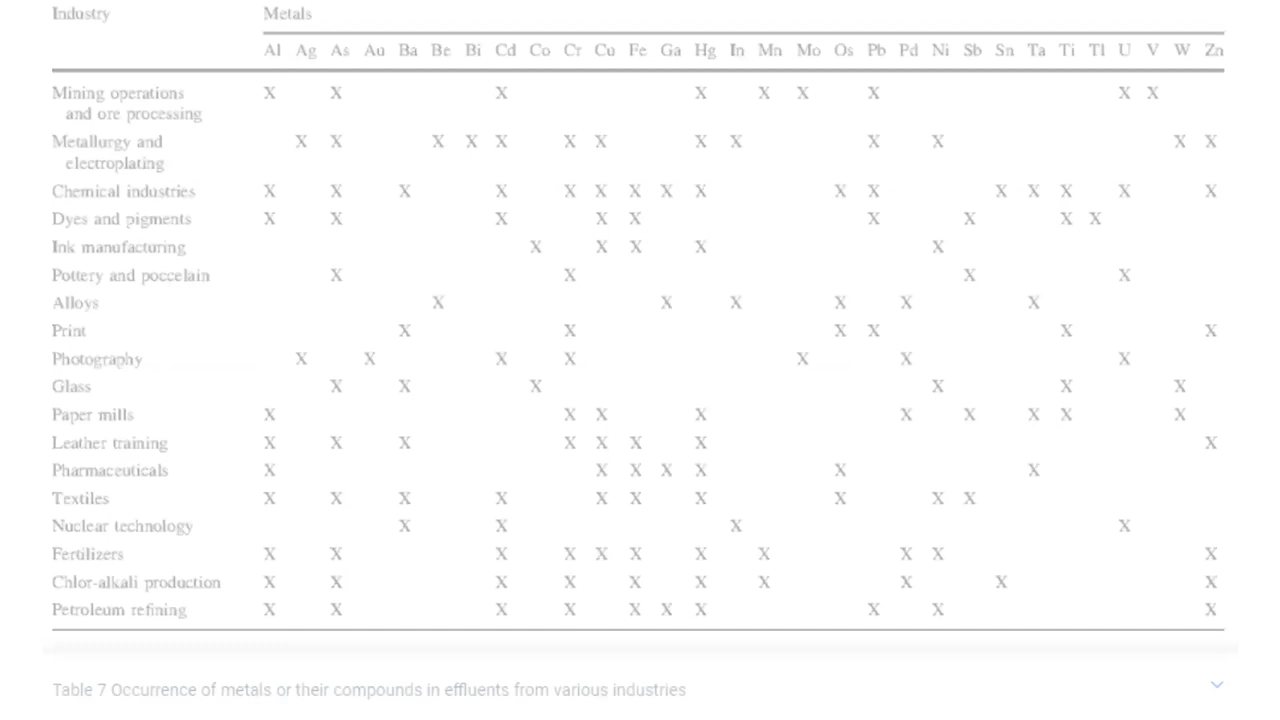 Industry Metals
Al Ag As Au Ba Be Bi Cd Co Cr Cu Fe Ga Hg In Mn Mo Os Pb Pd Ni Sb Sn Ta Ti Tl U V W Zn
Mining operations X X X X X X X X X
and ore processing
Metallurgy and X X X X X X X X X X X X X
electroplating
Chemical industries X X X X X X X X X X X X X X X X
Dyes and pigments X X X X X X X X X
Ink manufacturing X X X X X
Pottery and poccelain X X X X
Alloys X X X X X X
Print X X X X X X
Photography X X X X X X X
Glass X X X X X X
Paper mills X X X X X X X X X
Leather training X X X X X X X X
Pharmaceuticals X X X X X X X
Textiles X X X X X X X X X X
Nuclear technology X X X X
Fertilizers X X X X X X X X X X X
Chlor-alkali production X X X X X X X X X X
Petroleum refining X X X X X X X X X X
Table 7 Occurrence of metals or their compounds in effluents from various industries